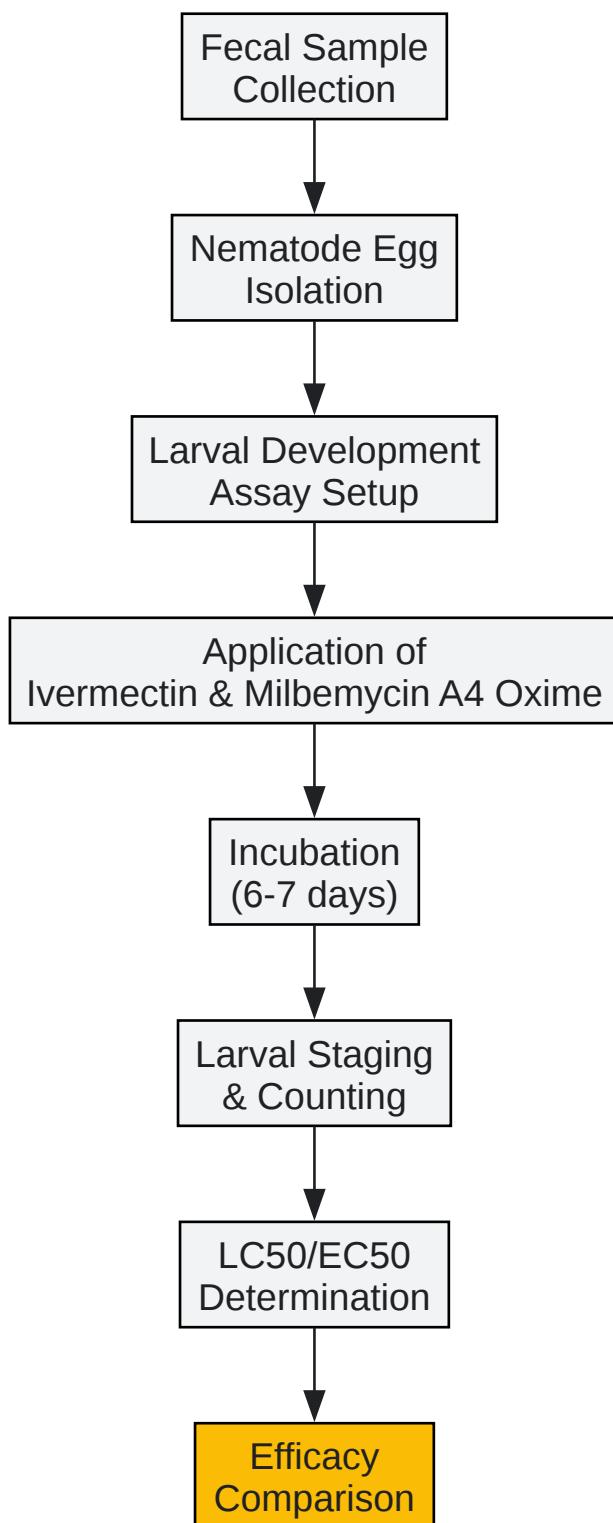 Fecal Sample
Collection
Nematode Egg
Isolation
Larval Development
Assay Setup
Application of
Ivermectin & Milbemycin A4 Oxime
Incubation
(6-7 days)
Larval Staging
& Counting
LC50/EC50
Determination
Efficacy
Comparison